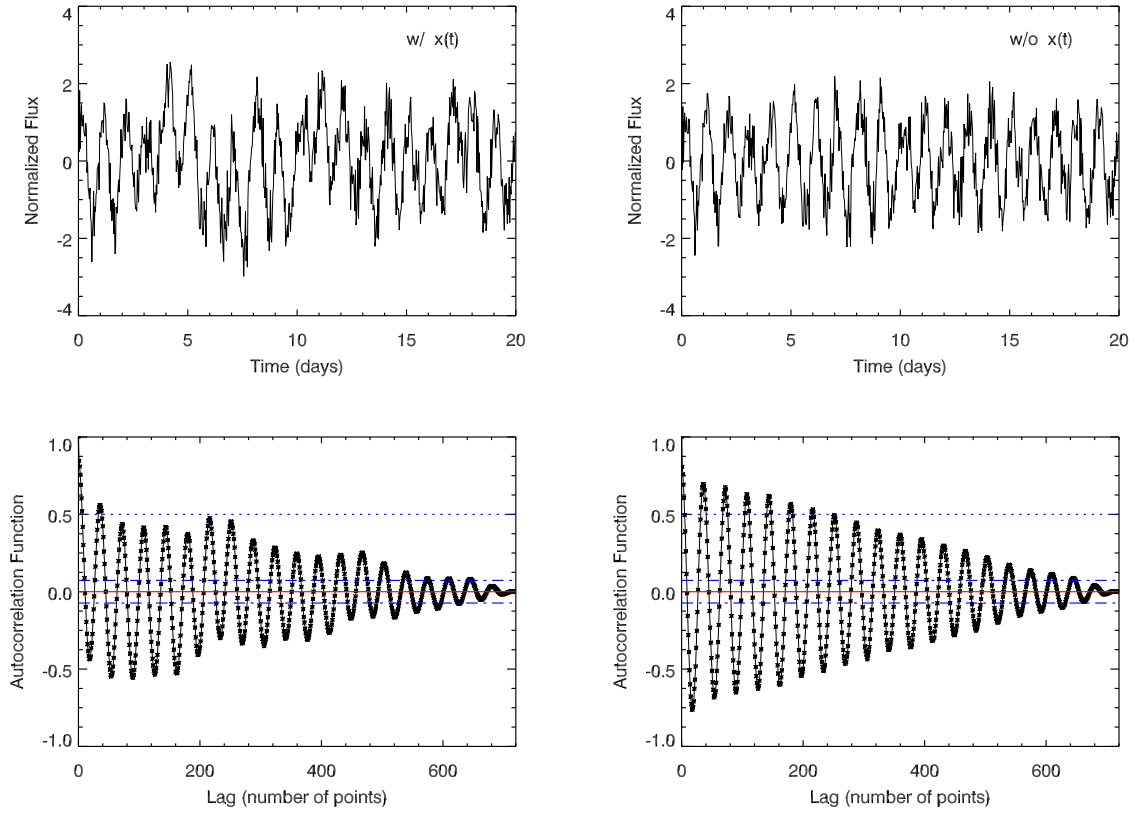 4
2
0
-2
-4
Normalized Flux
w/ x(t)
0 5 10 15 20
Time (days)
4
2
0
-2
-4
Normalized Flux
w/o x(t)
0 5 10 15 20
Time (days)
1.0
0.5
0.0
-0.5
-1.0
Autocorrelation Function
0 200 400 600
Lag (number of points)
1.0
0.5
0.0
-0.5
-1.0
Autocorrelation Function
0 200 400 600
Lag (number of points)